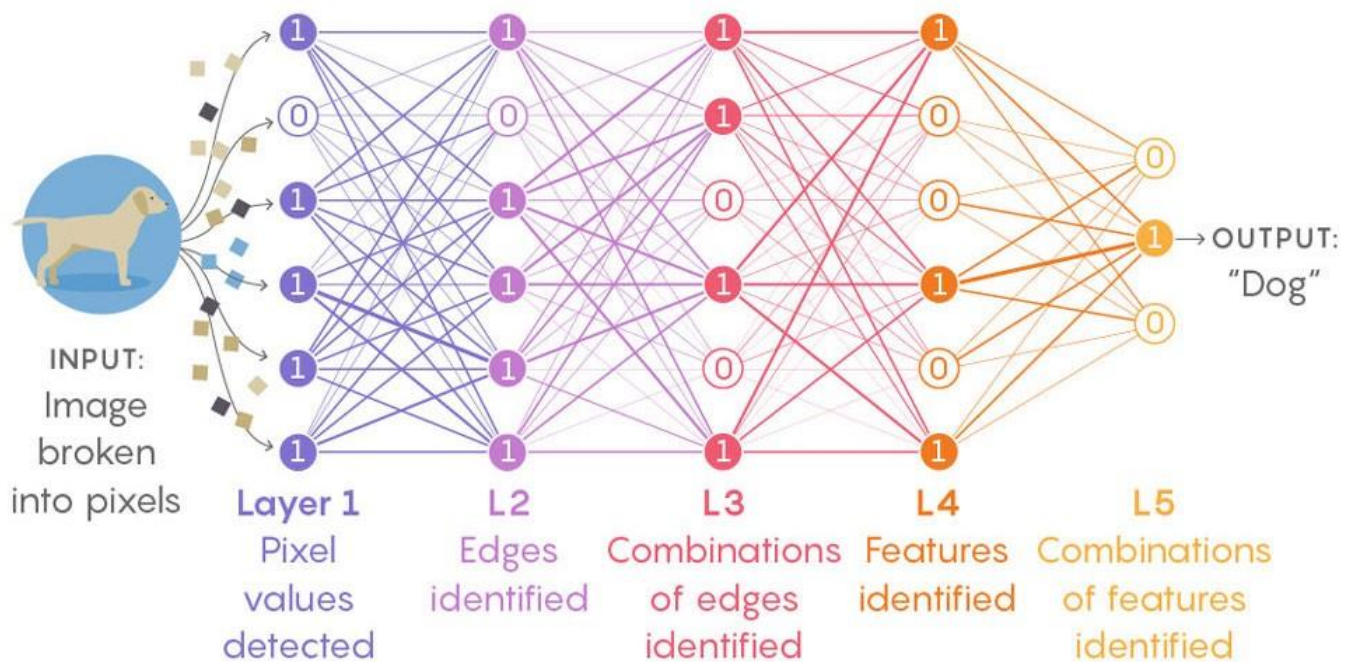 1 1 1 1
0 0 1 0
0
1 1 0 0
1 → OUTPUT:
"Dog"
1 1 1 1
0
INPUT:
Image
broken
into pixels
1 1 0 0
1 1 1 1
Layer 1 L2 L3 L4 L5
Pixel Edges Combinations Features Combinations
values identified of edges identified of features
detected identified identified